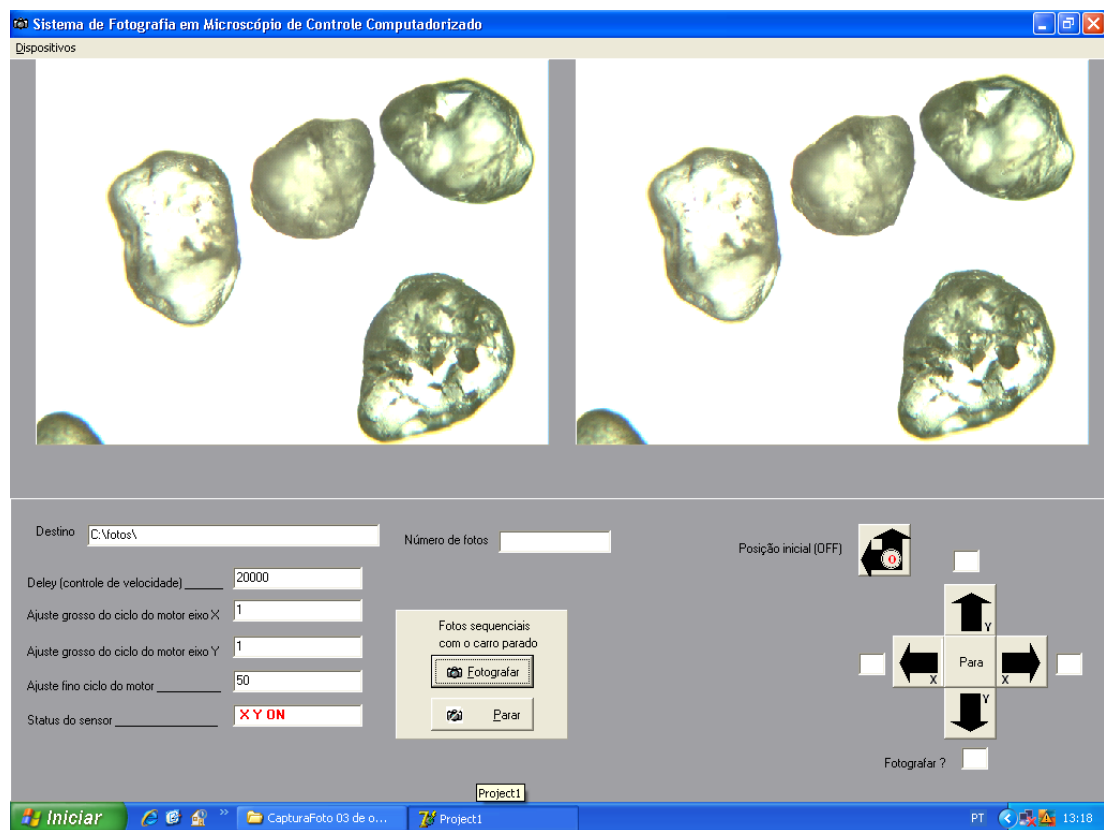 Sistema de Fotografia em Microscópio de Controle Computadorizado
Dispositivos
Destino C:\fotos\
Número de fotos
Posição inicial (OFF)
0
Deley (controle de velocidade) 20000
Ajuste grosso do ciclo do motor eixo X 1
Ajuste grosso do ciclo do motor eixo Y 1
Ajuste fino ciclo do motor 50
Status do sensor X Y ON
Fotos sequenciais
com o carro parado
Fotografar
Parar
Y
X
Para
X
Y
Fotografar ?
Project1
Iniciar
CapturaFoto 03 de o...
Project1
PT
13:18